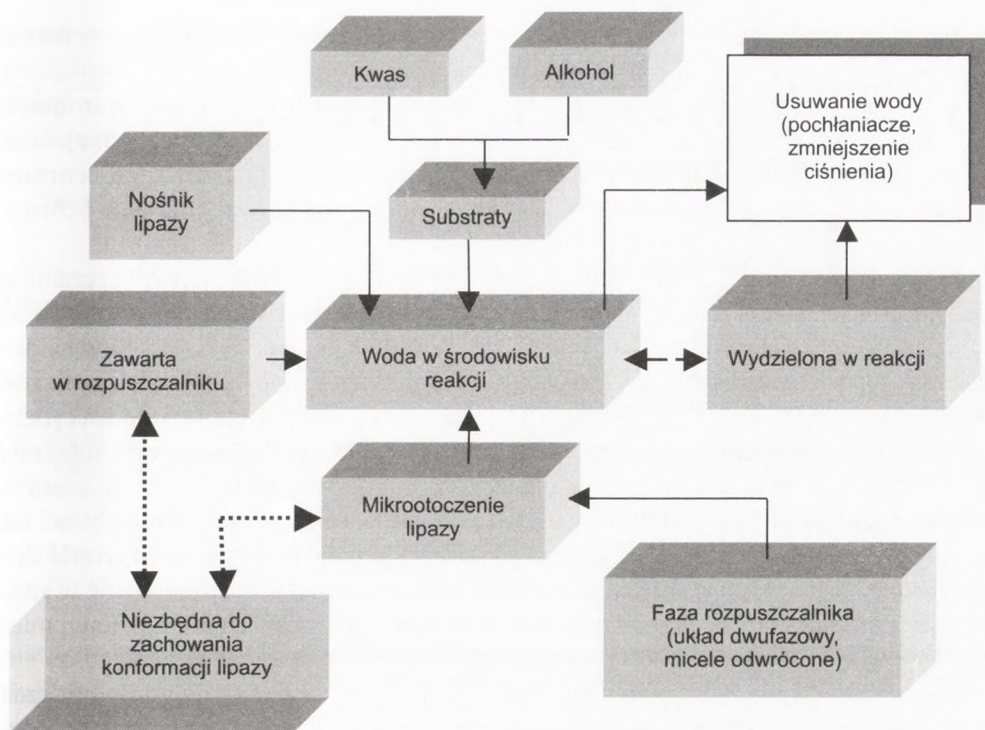 Kwas
Alkohol
Usuwanie wody
(pochłaniacze,
zmniejszenie
ciśnienia)
Nośnik
lipazy
Substraty
Zawarta
w rozpuszczalniku
Woda w środowisku
reakcji
Wydzielona w reakcji
Mikrootoczenie
lipazy
Niezbędna do
zachowania
konformacji lipazy
Faza rozpuszczalnika
(układ dwufazowy,
micele odwrócone)